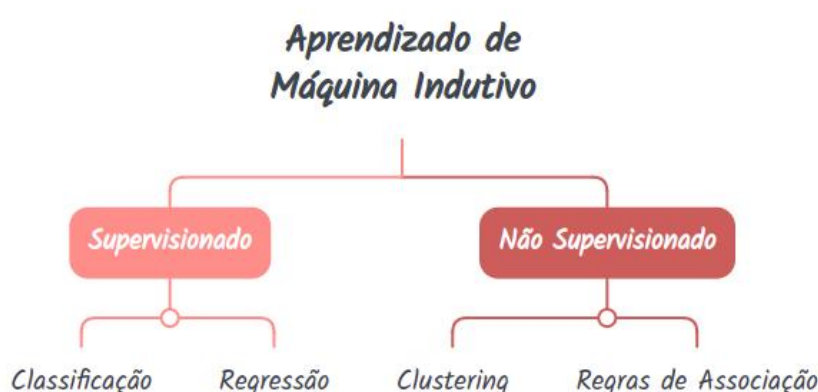 Aprendizado de
Máquina Indutivo
Supervisionado
Não Supervisionado
Classificação
Regressão
Clustering
Regras de Associação